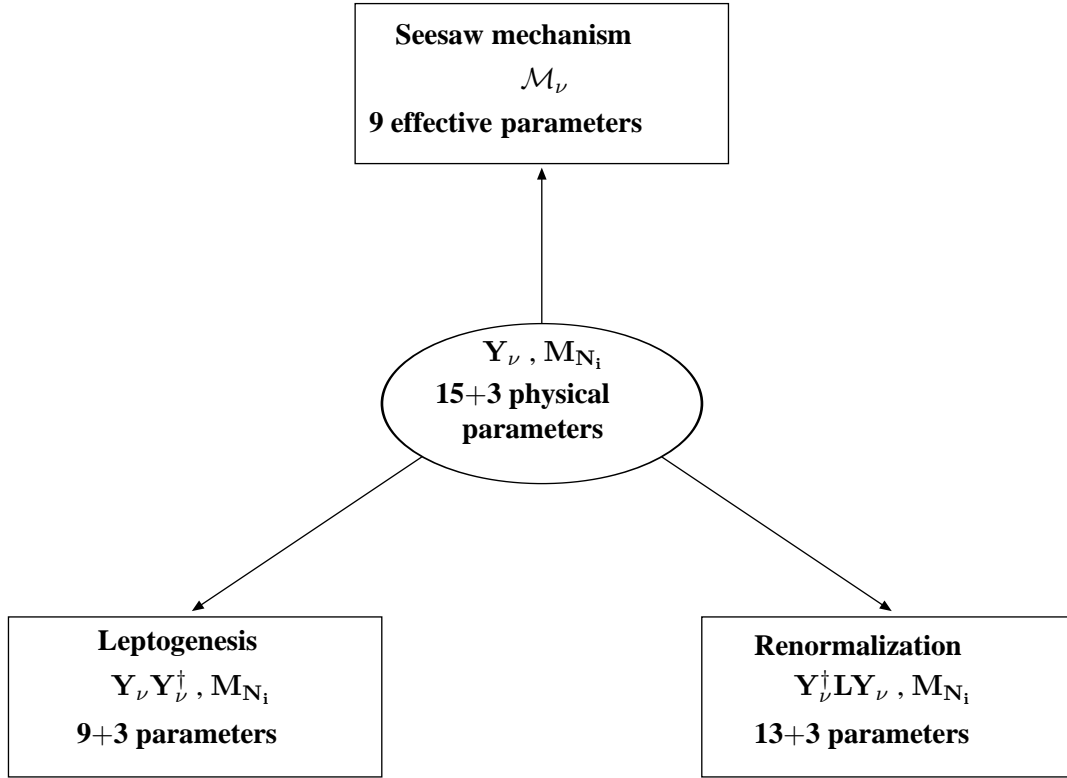 Seesaw mechanism
𝓜ν
9 effective parameters
Yν , MNi
15+3 physical
parameters
Leptogenesis
YνYν† , MNi
9+3 parameters
Renormalization
Yν†LYν , MNi
13+3 parameters